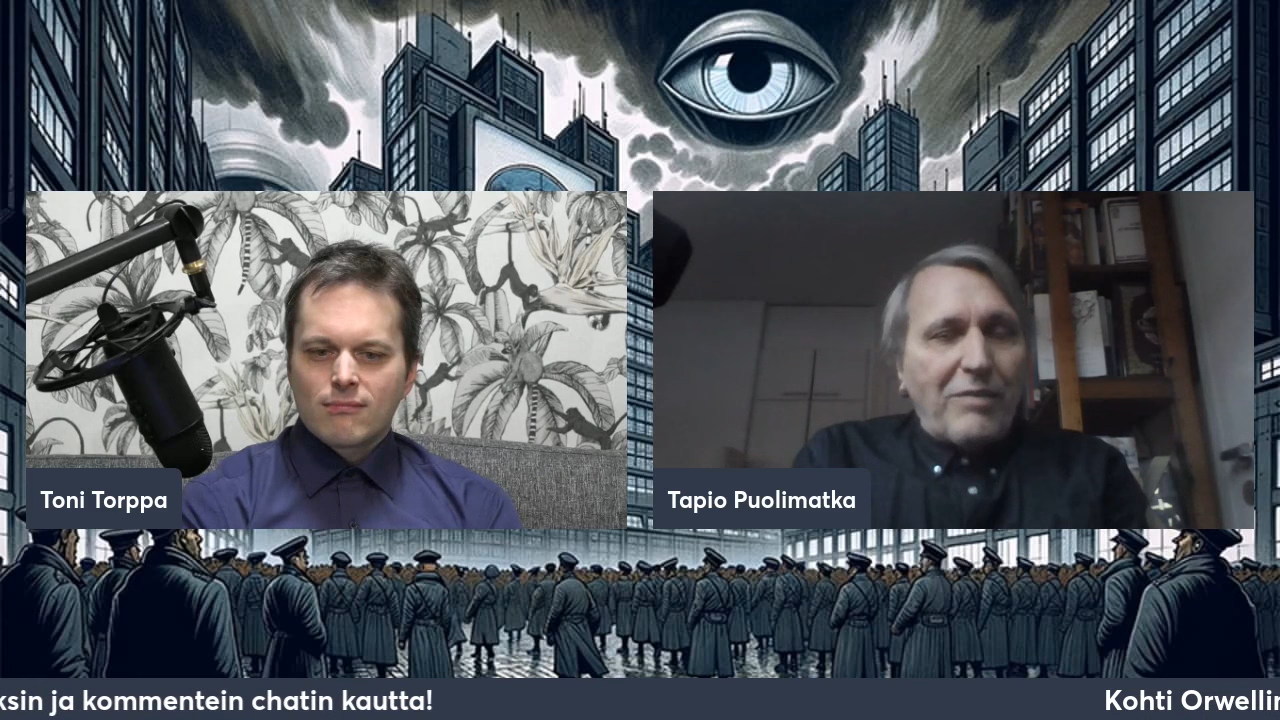 Toni Torppa
Tapio Puolimatka
ksin ja kommentein chatin kautta!
Kohti Orwellin